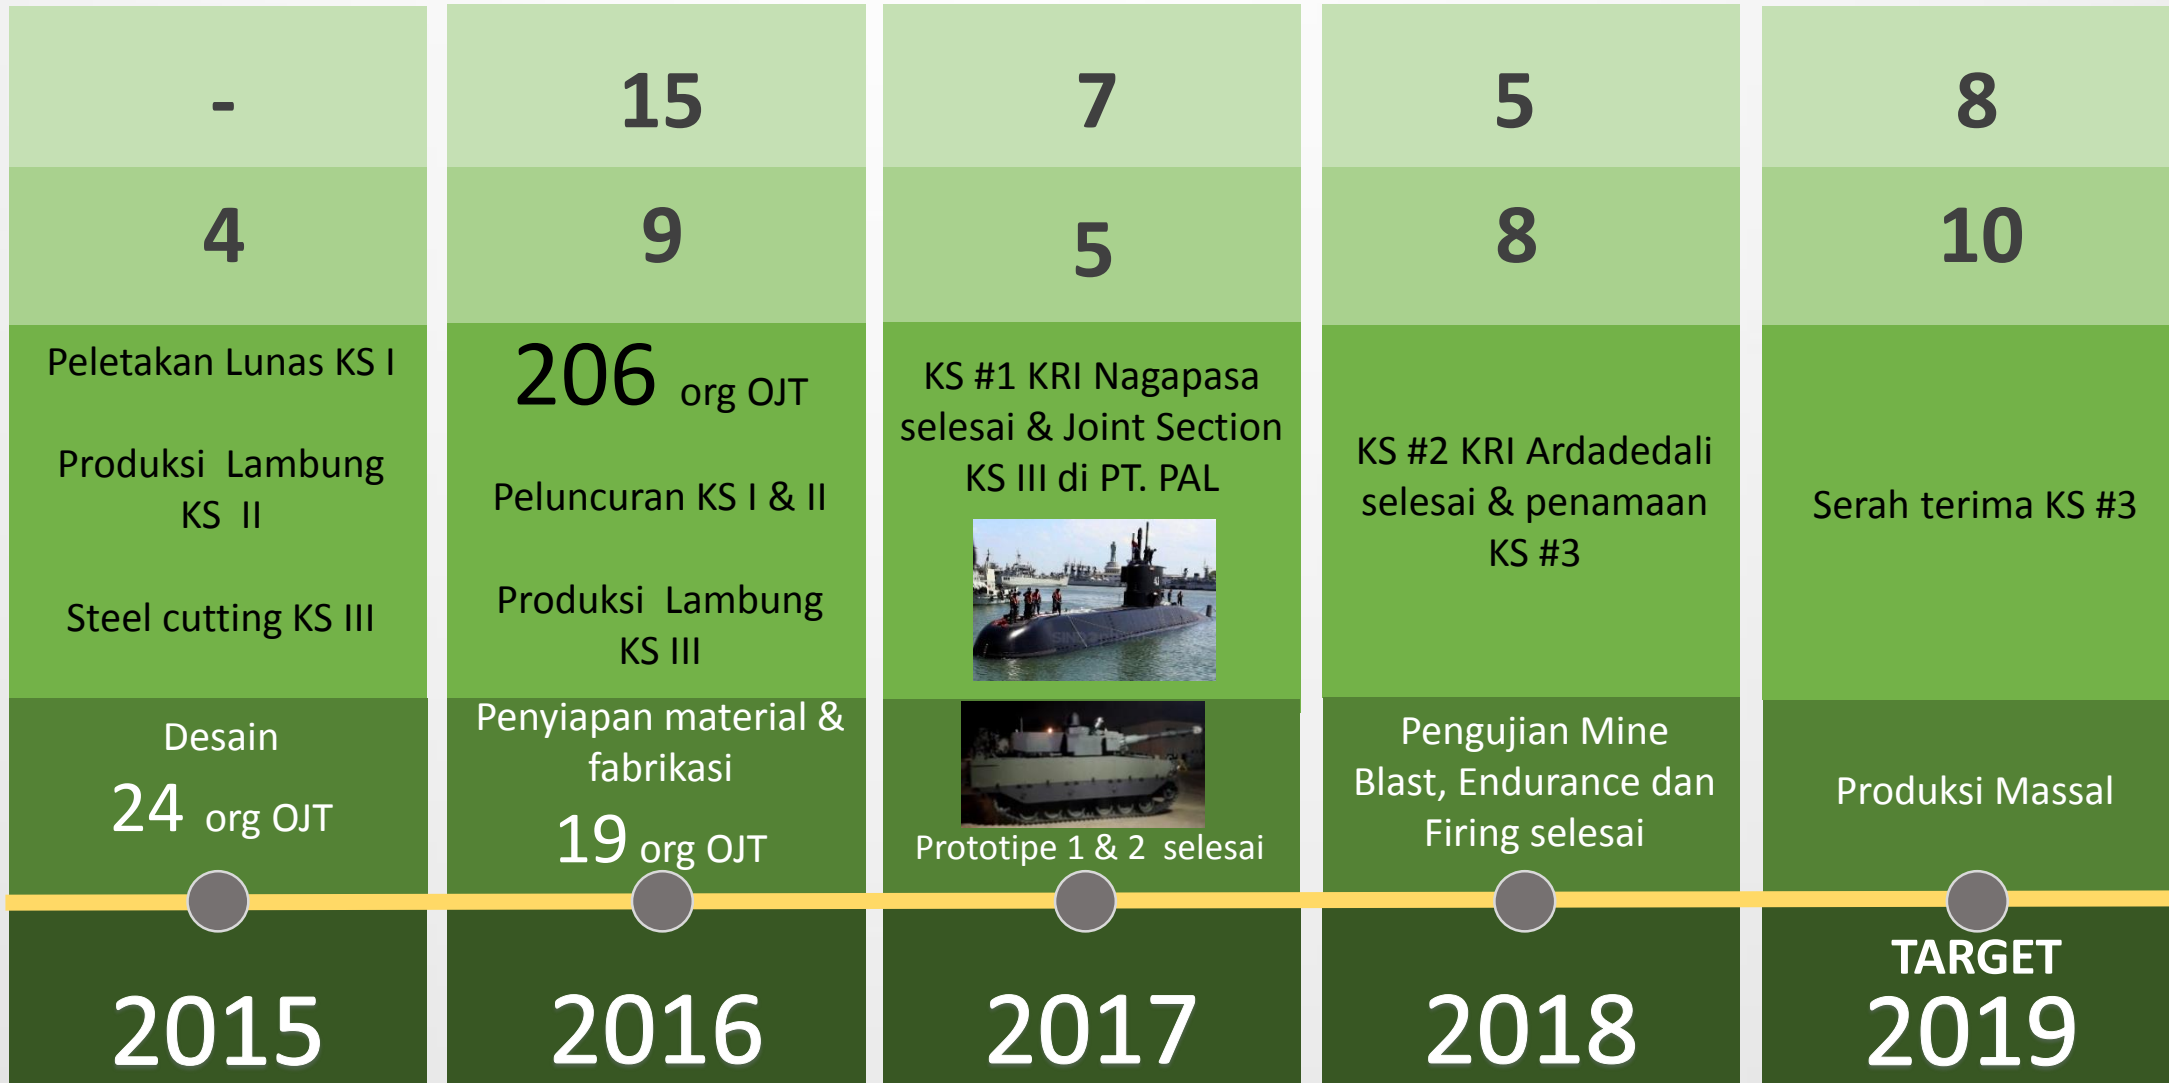 -
15
7
5
8
4
9
5
8
10
Peletakan Lunas KS I
Produksi Lambung
KS II
Steel cutting KS III
206 org OJT
Peluncuran KS I & II
Produksi Lambung
KS III
KS #1 KRI Nagapasa
selesai & Joint Section
KS III di PT. PAL
KS #2 KRI Ardadedali
selesai & penamaan
KS #3
Serah terima KS #3
Desain
24 org OJT
Penyiapan material &
fabrikasi
19 org OJT
Prototipe 1 & 2 selesai
Pengujian Mine
Blast, Endurance dan
Firing selesai
Produksi Massal
2015
2016
2017
2018
TARGET
2019